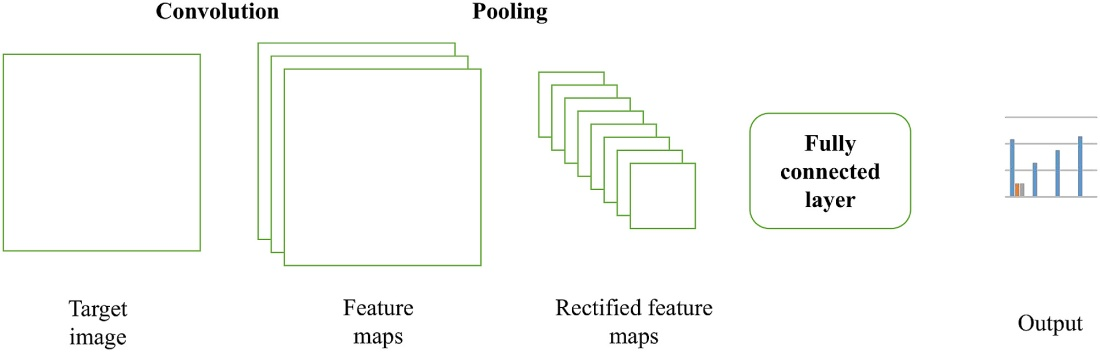 Convolution
Pooling
Fully
connected
layer
Target
image
Feature
maps
Rectified feature
maps
Output